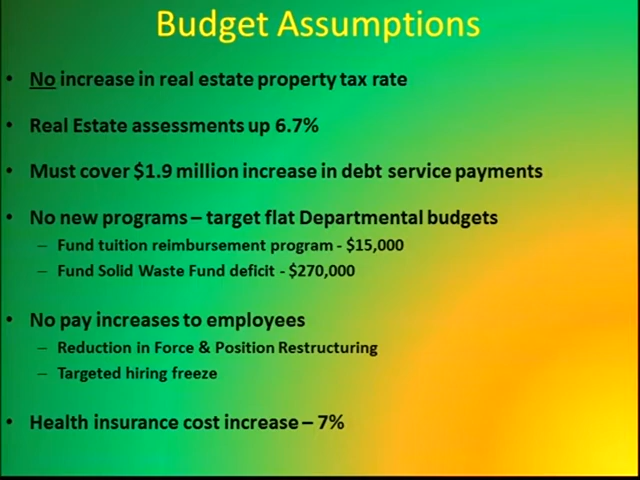 Budget Assumptions
• No increase in real estate property tax rate
• Real Estate assessments up 6.7%
• Must cover $1.9 million increase in debt service payments
• No new programs – target flat Departmental budgets
– Fund tuition reimbursement program - $15,000
– Fund Solid Waste Fund deficit - $270,000
• No pay increases to employees
– Reduction in Force & Position Restructuring
– Targeted hiring freeze
• Health insurance cost increase – 7%